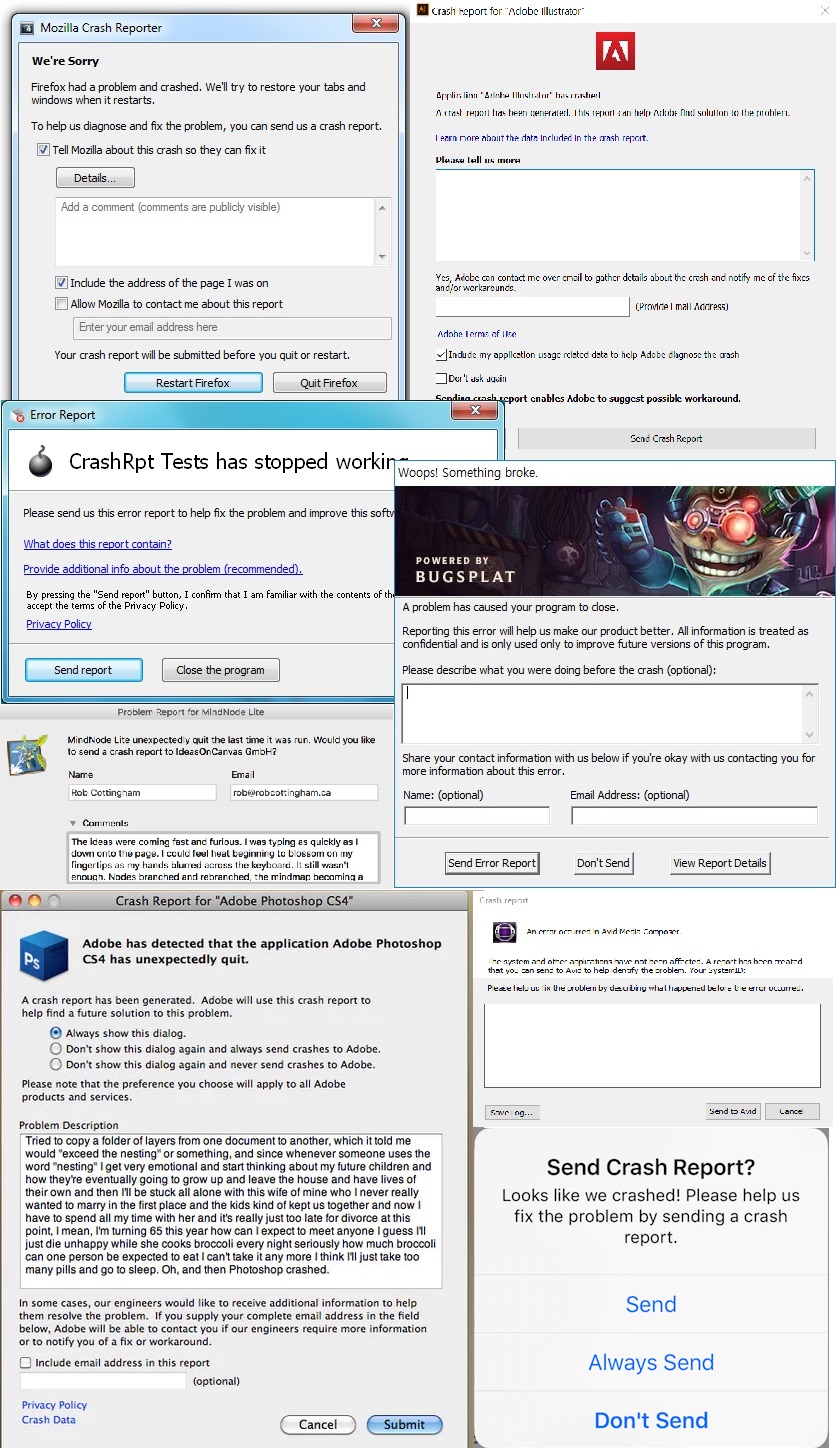 Mozilla Crash Reporter
We're Sorry
Firefox had a problem and crashed. We'll try to restore your tabs and
windows when it restarts.
To help us diagnose and fix the problem, you can send us a crash report.
Tell Mozilla about this crash so they can fix it
Details...
Add a comment (comments are publicly visible)
Include the address of the page I was on
Allow Mozilla to contact me about this report
Enter your email address here
Your crash report will be submitted before you quit or restart.
Restart Firefox
Quit Firefox
Crash Report for "Adobe Illustrator"
Application "Adobe Illustrator" has crashed
A crash report has been generated. This report can help Adobe find solution to the problem.
Learn more about the data included in the crash report.
Please tell us more
Yes, Adobe can contact me over email to gather details about the crash and notify me of the fixes
and/or workarounds.
(Provide Email Address)
Adobe Terms of Use
Include my application usage related data to help Adobe diagnose the crash
Don't ask again
Sending crash report enables Adobe to suggest possible workaround.
Send Crash Report
Error Report
CrashRpt Tests has stopped working
Please send us this error report to help fix the problem and improve this softw
What does this report contain?
Provide additional info about the problem (recommended).
By pressing the "Send report" button, I confirm that I am familiar with the contents of the
accept the terms of the Privacy Policy.
Privacy Policy
Send report
Close the program
Woops! Something broke.
POWERED BY
BUGSPLAT
A problem has caused your program to close.
Reporting this error will help us make our product better. All information is treated as
confidential and is only used only to improve future versions of this program.
Please describe what you were doing before the crash (optional):
Share your contact information with us below if you're okay with us contacting you for
more information about this error.
Name: (optional)
Email Address: (optional)
Send Error Report
Don't Send
View Report Details
Problem Report for MindNode Lite
MindNode Lite unexpectedly quit the last time it was run. Would you like
to send a crash report to IdeasOnCanvas GmbH?
Name
Email
Rob Cottingham
rob@robcottingham.ca
Comments
The ideas were coming fast and furious. I was typing as quickly as I
down onto the page. I could feel heat beginning to blossom on my
fingertips as my hands blurred across the keyboard. It still wasn't
enough. Nodes branched and rebranched, the mindmap becoming a
Crash Report for "Adobe Photoshop CS4"
Ps
Adobe has detected that the application Adobe Photoshop
CS4 has unexpectedly quit.
A crash report has been generated. Adobe will use this crash report to
help find a future solution to this problem.
Always show this dialog.
Don't show this dialog again and always send crashes to Adobe.
Don't show this dialog again and never send crashes to Adobe.
Please note that the preference you choose will apply to all Adobe
products and services.
Problem Description
Tried to copy a folder of layers from one document to another, which it told me
would "exceed the nesting" or something, and since whenever someone uses the
word "nesting" I get very emotional and start thinking about my future children and
how they're eventually going to grow up and leave the house and have lives of
their own and then I'll be stuck all alone with this wife of mine who I never really
wanted to marry in the first place and the kids kind of kept us together and now I
have to spend all my time with her and it's really just too late for divorce at this
point, I mean, I'm turning 65 this year how can I expect to meet anyone I guess I'll
just die unhappy while she cooks broccoli every night seriously how much broccoli
can one person be expected to eat I can't take it any more I think I'll just take too
many pills and go to sleep. Oh, and then Photoshop crashed.
In some cases, our engineers would like to receive additional information to help
them resolve the problem. If you supply your complete email address in the field
below, Adobe will be able to contact you if our engineers require more information
or to notify you of a fix or workaround.
Include email address in this report
(optional)
Privacy Policy
Crash Data
Cancel
Submit
Crash report
An error occurred in Avid Media Composer.
The system and other applications have not been affected. A report has been created
that you can send to Avid to help identify the problem. Your SystemID:
Please help us fix the problem by describing what happened before the error occurred.
Save Log...
Send to Avid
Cancel
Send Crash Report?
Looks like we crashed! Please help us
fix the problem by sending a crash
report.
Send
Always Send
Don't Send